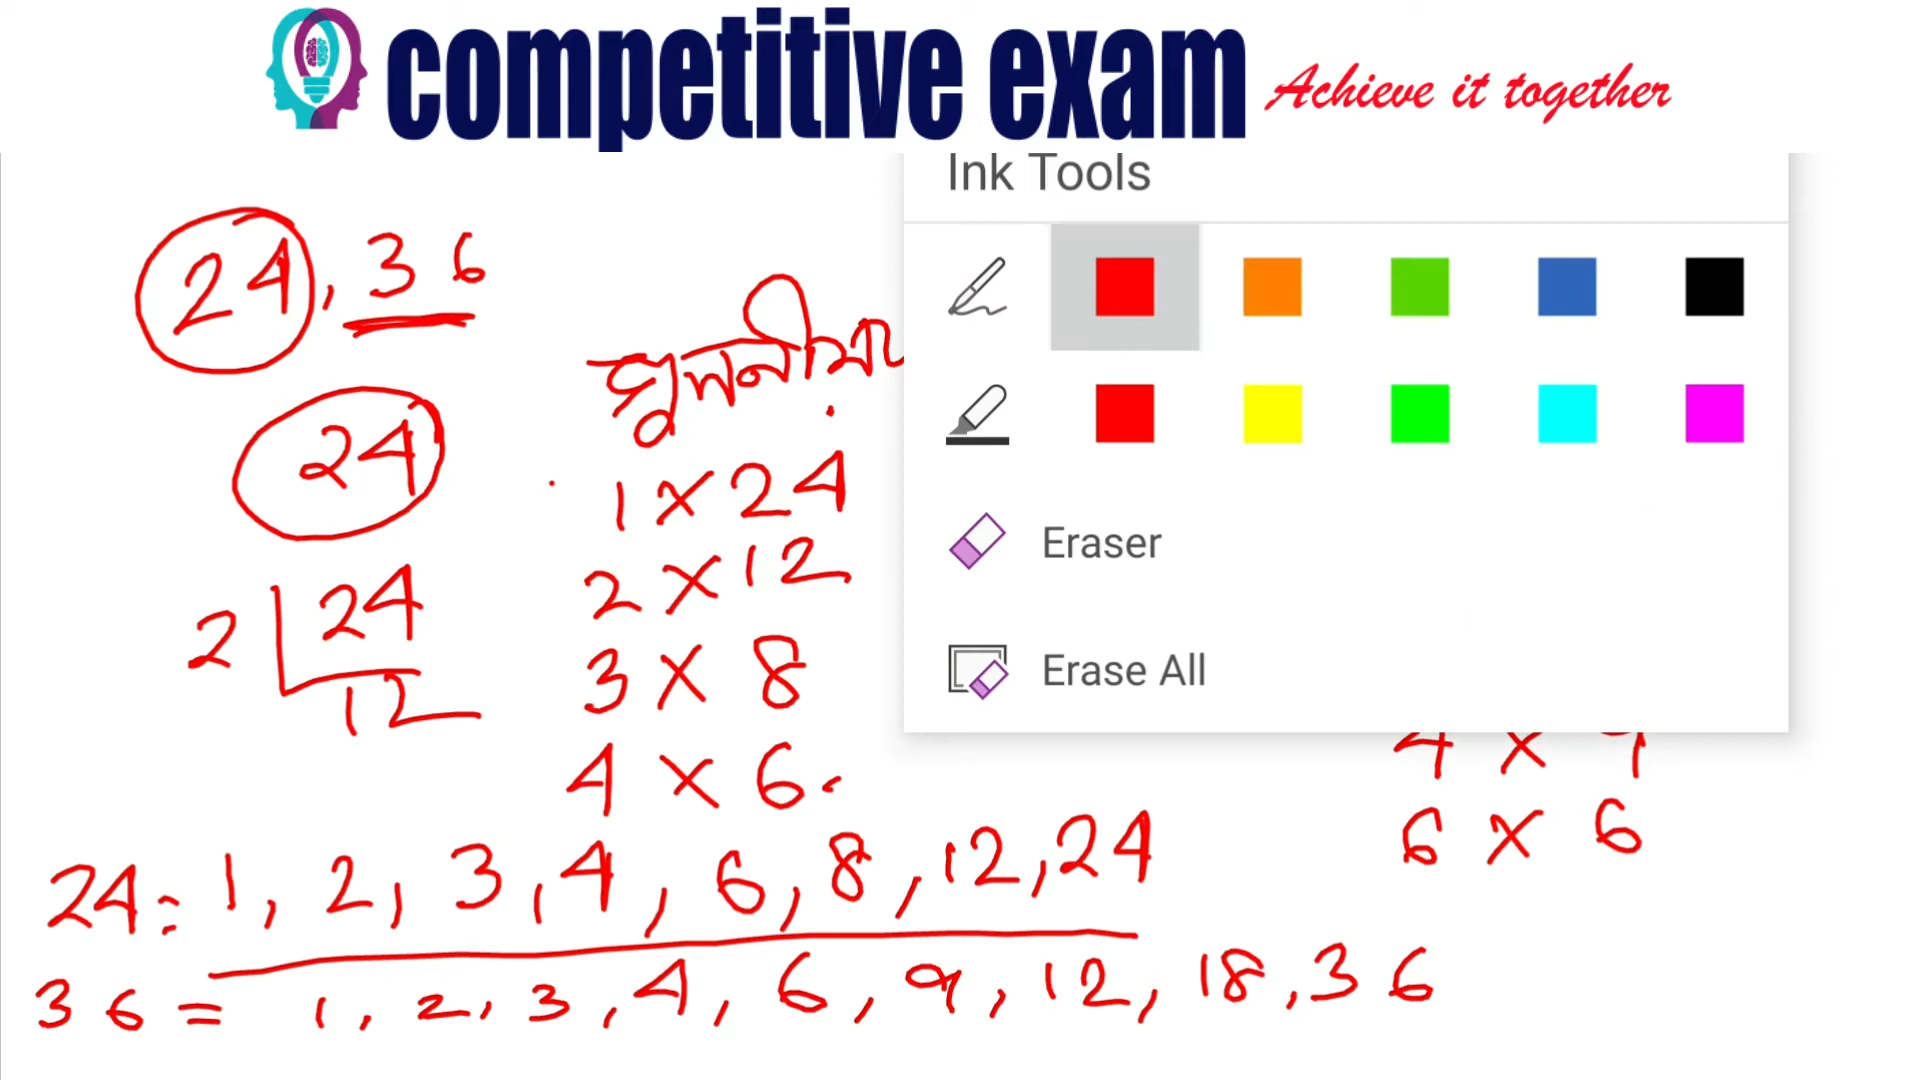 competitive exam Achieve it together
Ink Tools
24, 36
24
1 × 24
2 × 12
Eraser
2 24
12
3 × 8
Erase All
4 × 6
4 × 9
6 × 6
24: 1, 2, 3, 4, 6, 8, 12, 24
36 = 1, 2, 3, 4, 6, 9, 12, 18, 36